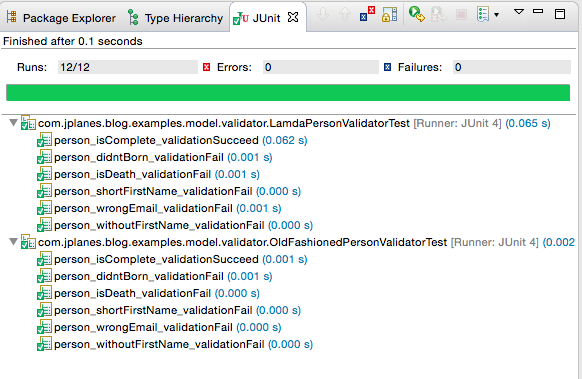 Package Explorer Type Hierarchy JUnit
Finished after 0.1 seconds
Runs: 12/12 Errors: 0 Failures: 0
com.jplanes.blog.examples.model.validator.LamdaPersonValidatorTest [Runner: JUnit 4] (0.065 s)
person_isComplete_validationSucceed (0.062 s)
person_didntBorn_validationFail (0.001 s)
person_isDeath_validationFail (0.001 s)
person_shortFirstName_validationFail (0.000 s)
person_wrongEmail_validationFail (0.001 s)
person_withoutFirstName_validationFail (0.000 s)
com.jplanes.blog.examples.model.validator.OldFashionedPersonValidatorTest [Runner: JUnit 4] (0.002
person_isComplete_validationSucceed (0.001 s)
person_didntBorn_validationFail (0.001 s)
person_isDeath_validationFail (0.000 s)
person_shortFirstName_validationFail (0.000 s)
person_wrongEmail_validationFail (0.000 s)
person_withoutFirstName_validationFail (0.000 s)